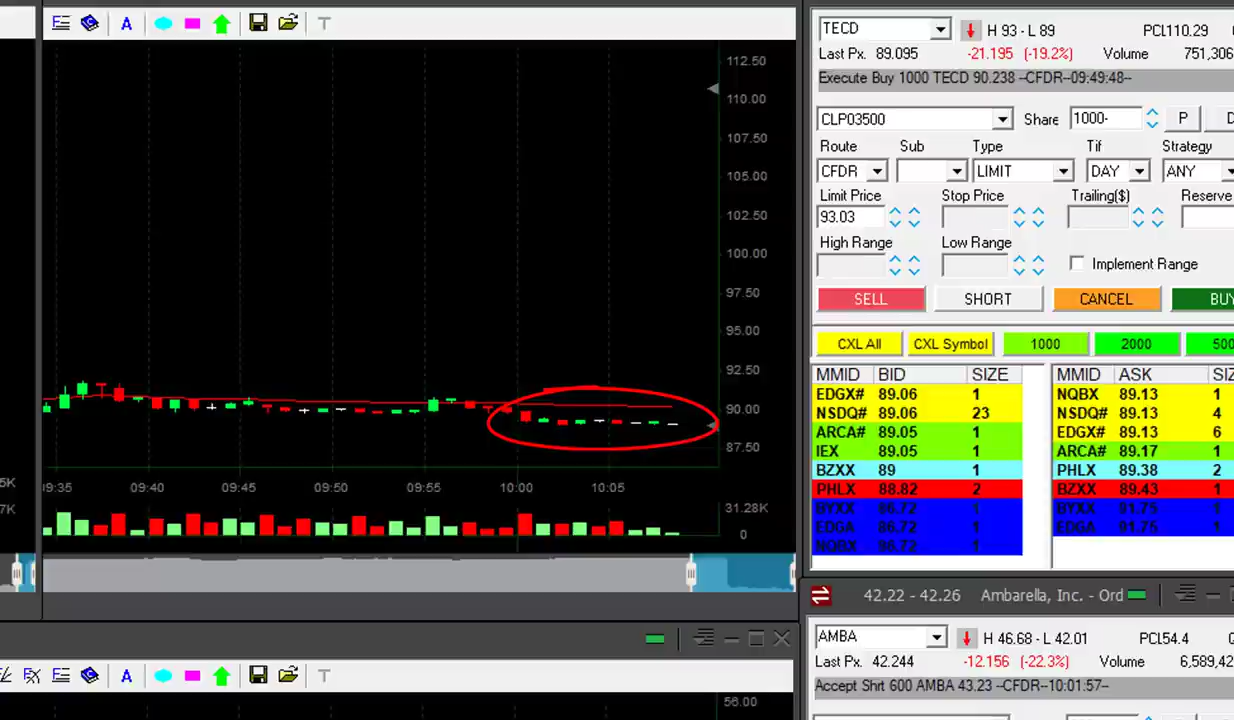 A
T
112.50
110.00
107.50
105.00
102.50
100.00
97.50
95.00
92.50
90.00
87.50
09:35 09:40 09:45 09:50 09:55 10:00 10:05
5K
7K
31.28K
0
A
T
56.00
TECD H 93 - L 89 PCL110.29
Last Px. 89.095 -21.195 (-19.2%) Volume 751,306
Execute Buy 1000 TECD 90.238 --CFDR--09:49:48--
CLP03500 Share 1000- P
Route Sub Type Tif Strategy
CFDR LIMIT DAY ANY
Limit Price Stop Price Trailing($) Reserve
93.03
High Range Low Range
Implement Range
SELL SHORT CANCEL BUY
CXL All CXL Symbol 1000 2000 500
MMID BID SIZE MMID ASK SIZ
EDGX# 89.06 1 NQBX 89.13 1
NSDQ# 89.06 23 NSDQ# 89.13 4
ARCA# 89.05 1 EDGX# 89.13 6
IEX 89.05 1 ARCA# 89.17 1
BZXX 89 1 PHLX 89.38 2
PHLX 88.82 2 BZXX 89.43 1
BYXX 86.72 1 BYXX 91.75 1
EDGA 86.72 1 EDGA 91.75 1
NQBX 86.72 1
42.22 - 42.26 Ambarella, Inc. - Ord
AMBA H 46.68 - L 42.01 PCL54.4
Last Px. 42.244 -12.156 (-22.3%) Volume 6,589,42
Accept Shrt 600 AMBA 43.23 --CFDR--10:01:57--